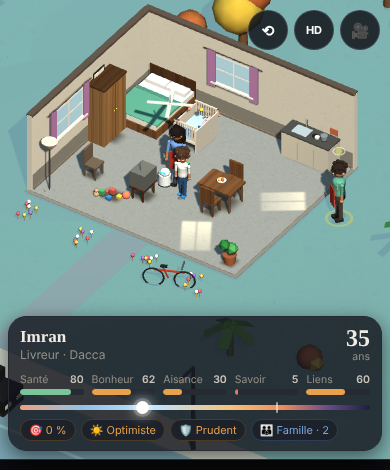 HD
Imran
35
Livreur · Dacca
ans
Santé 80 Bonheur 62 Aisance 30 Savoir 5 Liens 60
0 % Optimiste Prudent Famille · 2